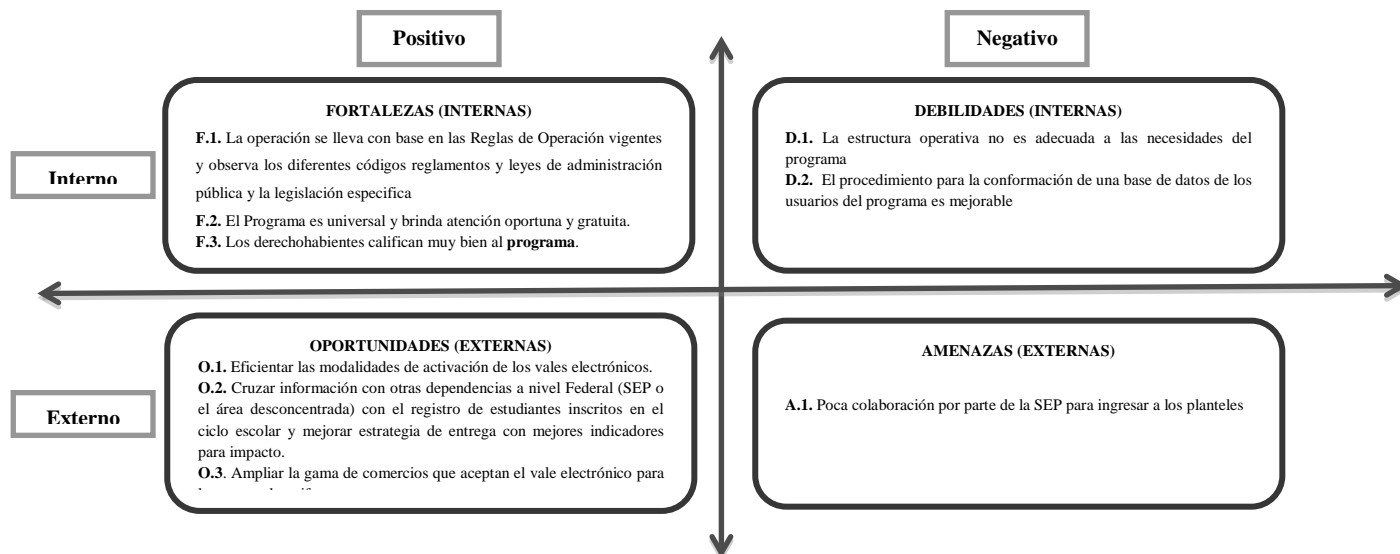 Positivo
Negativo
FORTALEZAS (INTERNAS)
F.1. La operación se lleva con base en las Reglas de Operación vigentes
y observa los diferentes códigos reglamentos y leyes de administración
pública y la legislación especifica
F.2. El Programa es universal y brinda atención oportuna y gratuita.
F.3. Los derechohabientes califican muy bien al programa.
DEBILIDADES (INTERNAS)
D.1. La estructura operativa no es adecuada a las necesidades del
programa
D.2. El procedimiento para la conformación de una base de datos de los
usuarios del programa es mejorable
Interno
OPORTUNIDADES (EXTERNAS)
O.1. Eficientar las modalidades de activación de los vales electrónicos.
O.2. Cruzar información con otras dependencias a nivel Federal (SEP o
el área desconcentrada) con el registro de estudiantes inscritos en el
ciclo escolar y mejorar estrategia de entrega con mejores indicadores
para impacto.
O.3. Ampliar la gama de comercios que aceptan el vale electrónico para
AMENAZAS (EXTERNAS)
A.1. Poca colaboración por parte de la SEP para ingresar a los planteles
Externo